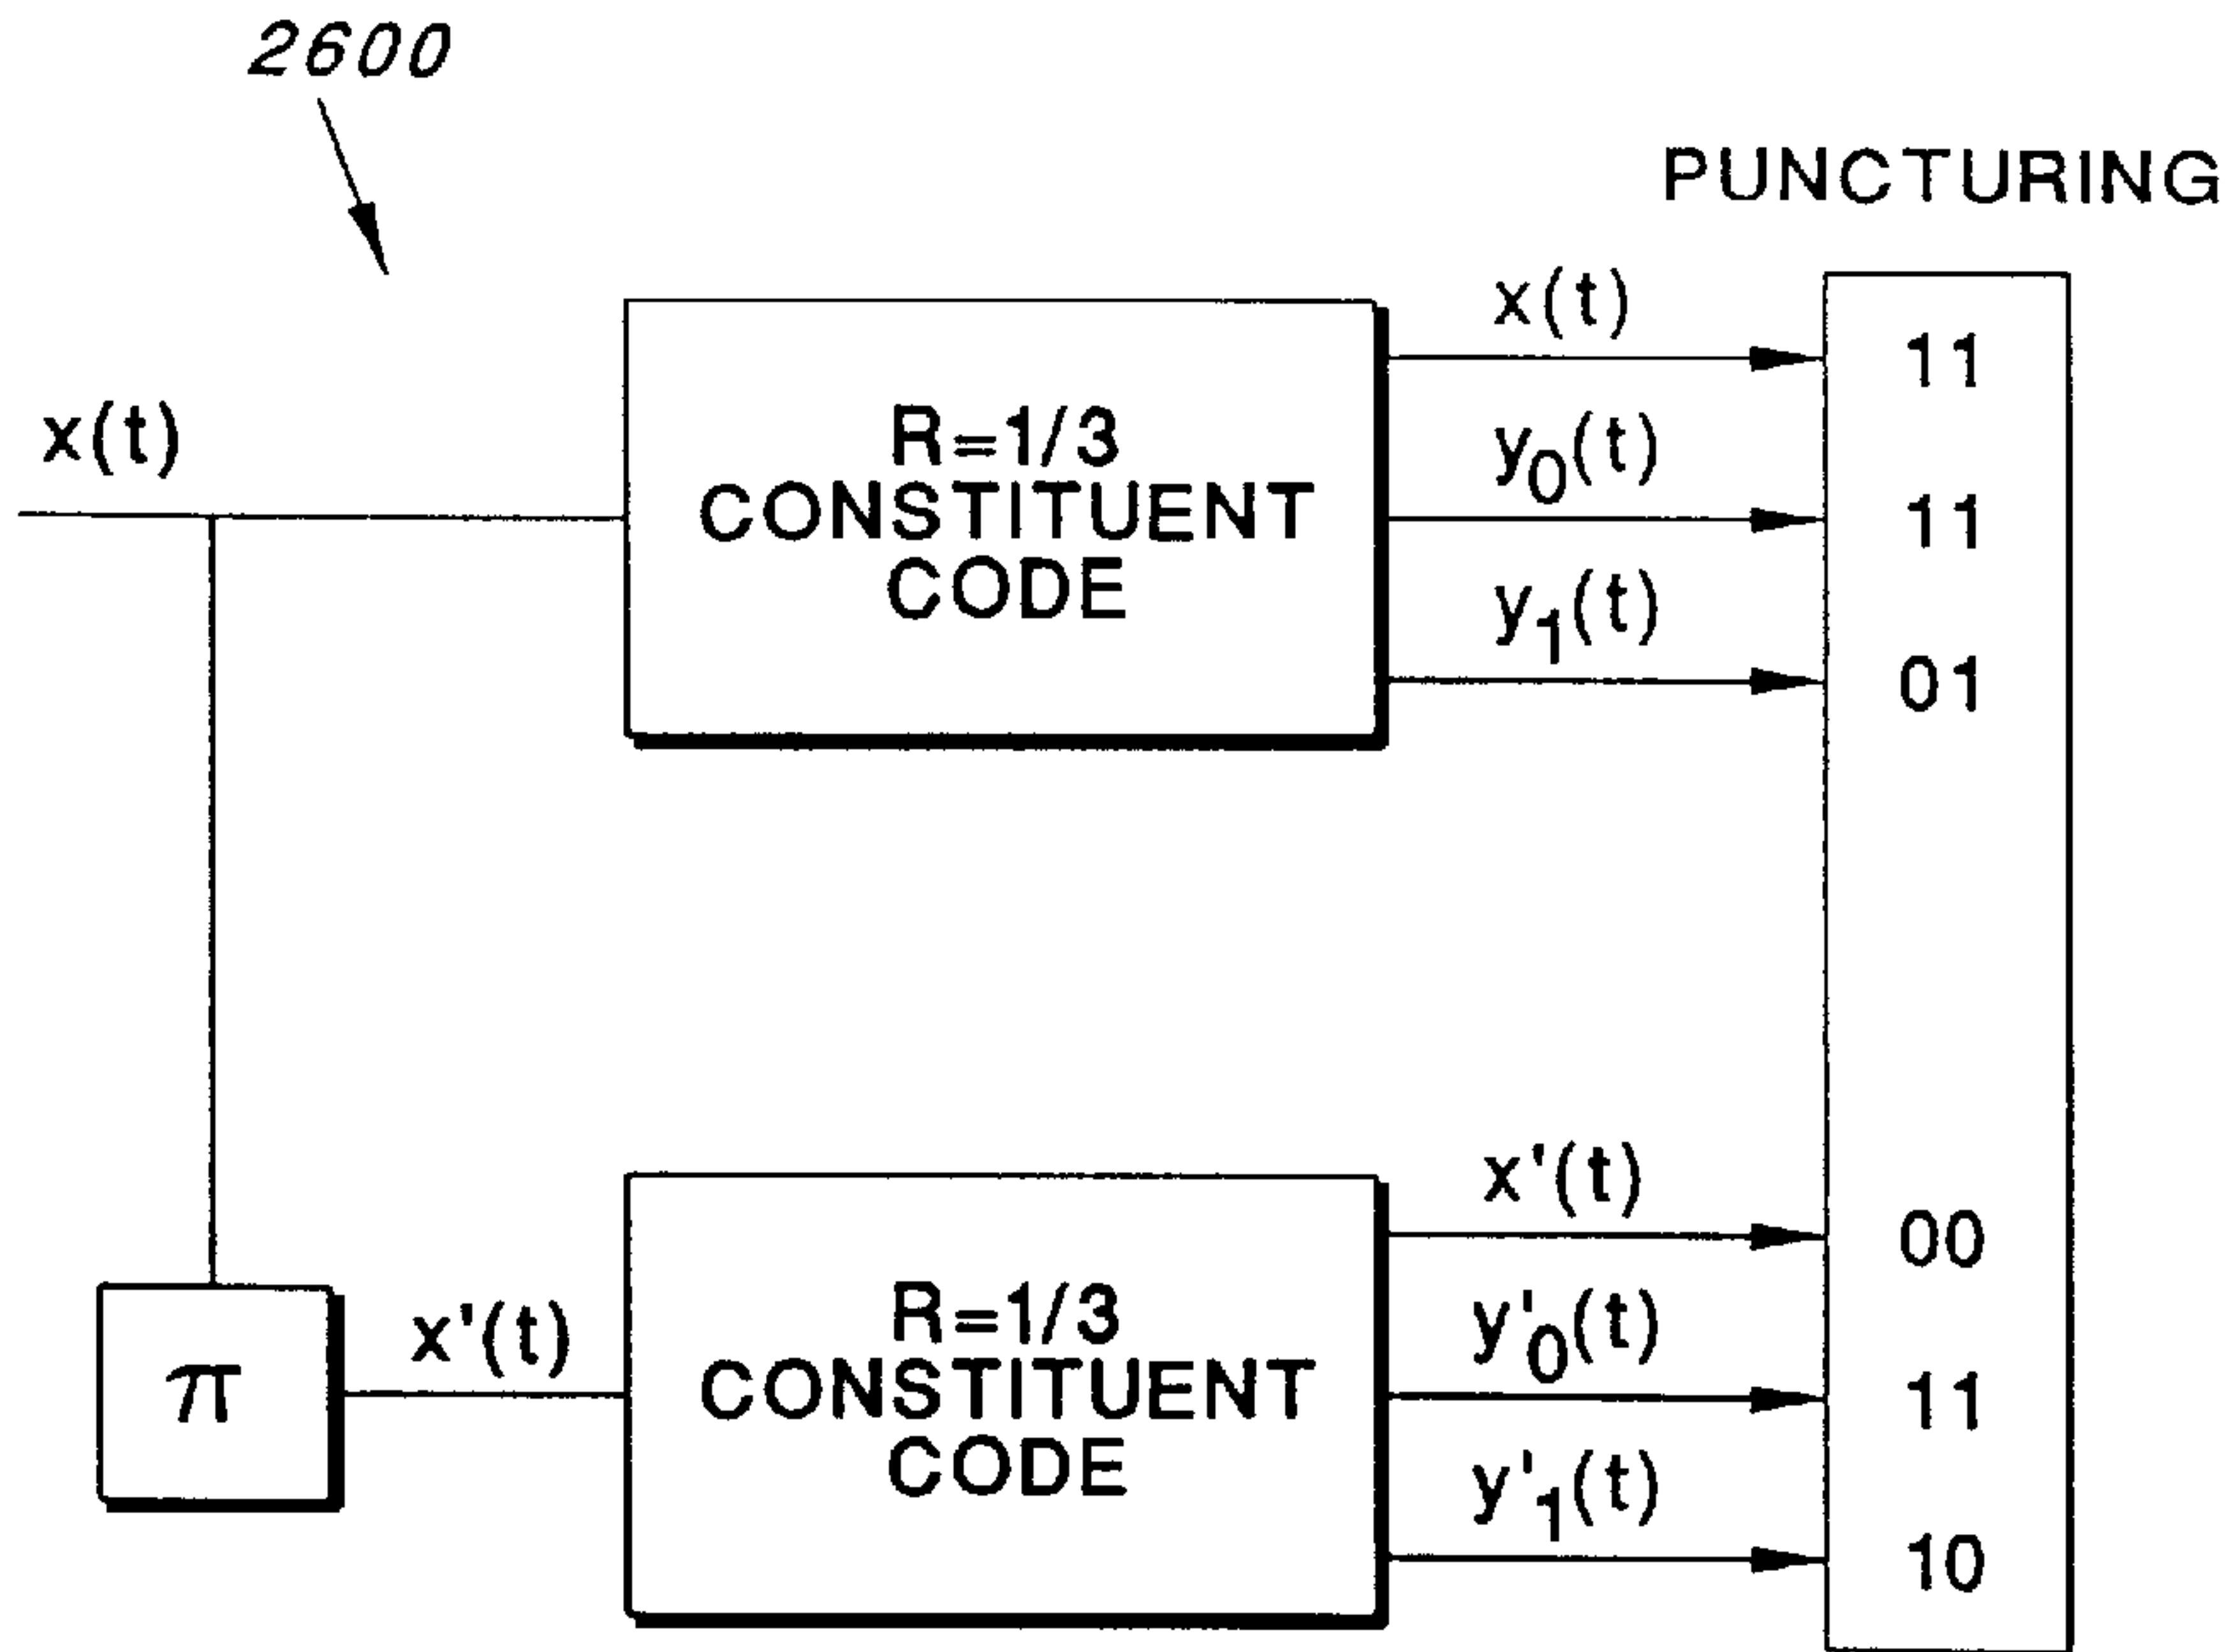 2600
PUNCTURING
x(t)
R=1/3
CONSTITUENT
CODE
x(t)
y₀(t)
y₁(t)
11
11
01
π
x'(t)
R=1/3
CONSTITUENT
CODE
x'(t)
y'₀(t)
y'₁(t)
00
11
10